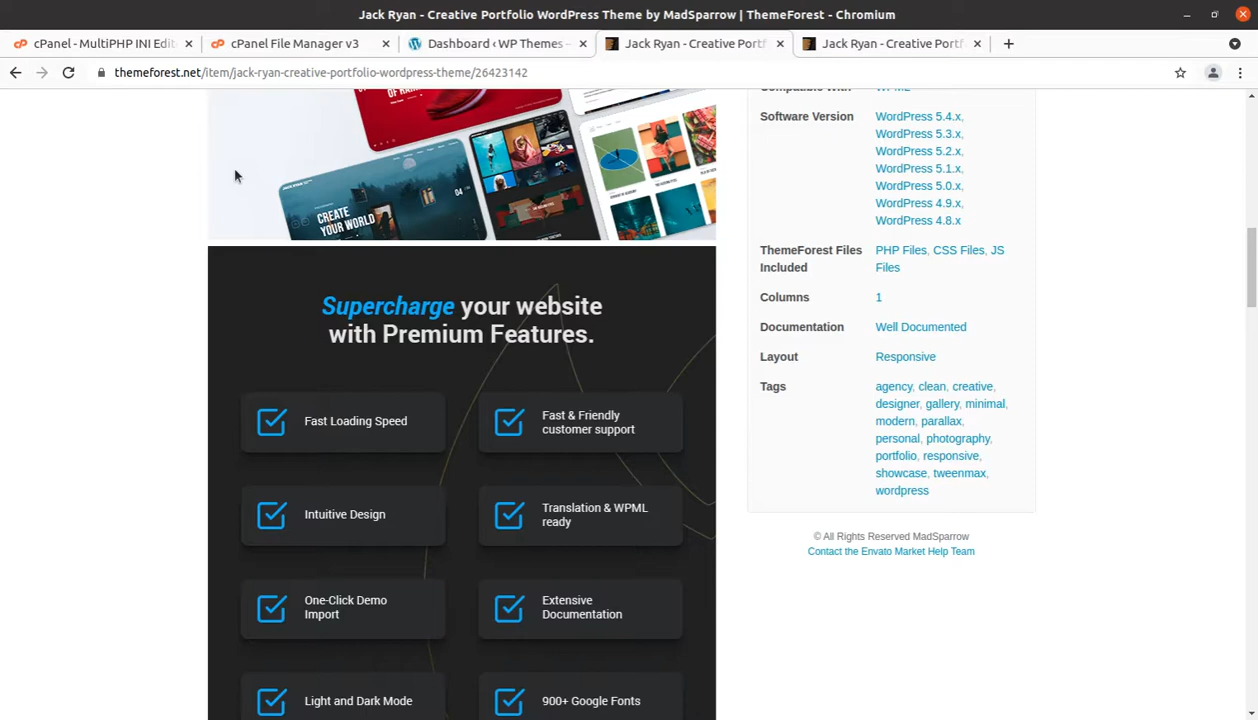 Jack Ryan - Creative Portfolio WordPress Theme by MadSparrow | ThemeForest - Chromium
cPanel - MultiPHP INI Edit
cPanel File Manager v3
Dashboard ‹ WP Themes –
Jack Ryan - Creative Portf
Jack Ryan - Creative Portf
themeforest.net/item/jack-ryan-creative-portfolio-wordpress-theme/26423142
Compatible With
WPML
Software Version
WordPress 5.4.x,
WordPress 5.3.x,
WordPress 5.2.x,
WordPress 5.1.x,
WordPress 5.0.x,
WordPress 4.9.x,
WordPress 4.8.x
ThemeForest Files
Included
PHP Files, CSS Files, JS
Files
Columns
1
Documentation
Well Documented
Layout
Responsive
Tags
agency, clean, creative,
designer, gallery, minimal,
modern, parallax,
personal, photography,
portfolio, responsive,
showcase, tweenmax,
wordpress
© All Rights Reserved MadSparrow
Contact the Envato Market Help Team
CREATE
YOUR WORLD
04
Supercharge your website
with Premium Features.
Fast Loading Speed
Fast & Friendly
customer support
Intuitive Design
Translation & WPML
ready
One-Click Demo
Import
Extensive
Documentation
Light and Dark Mode
900+ Google Fonts